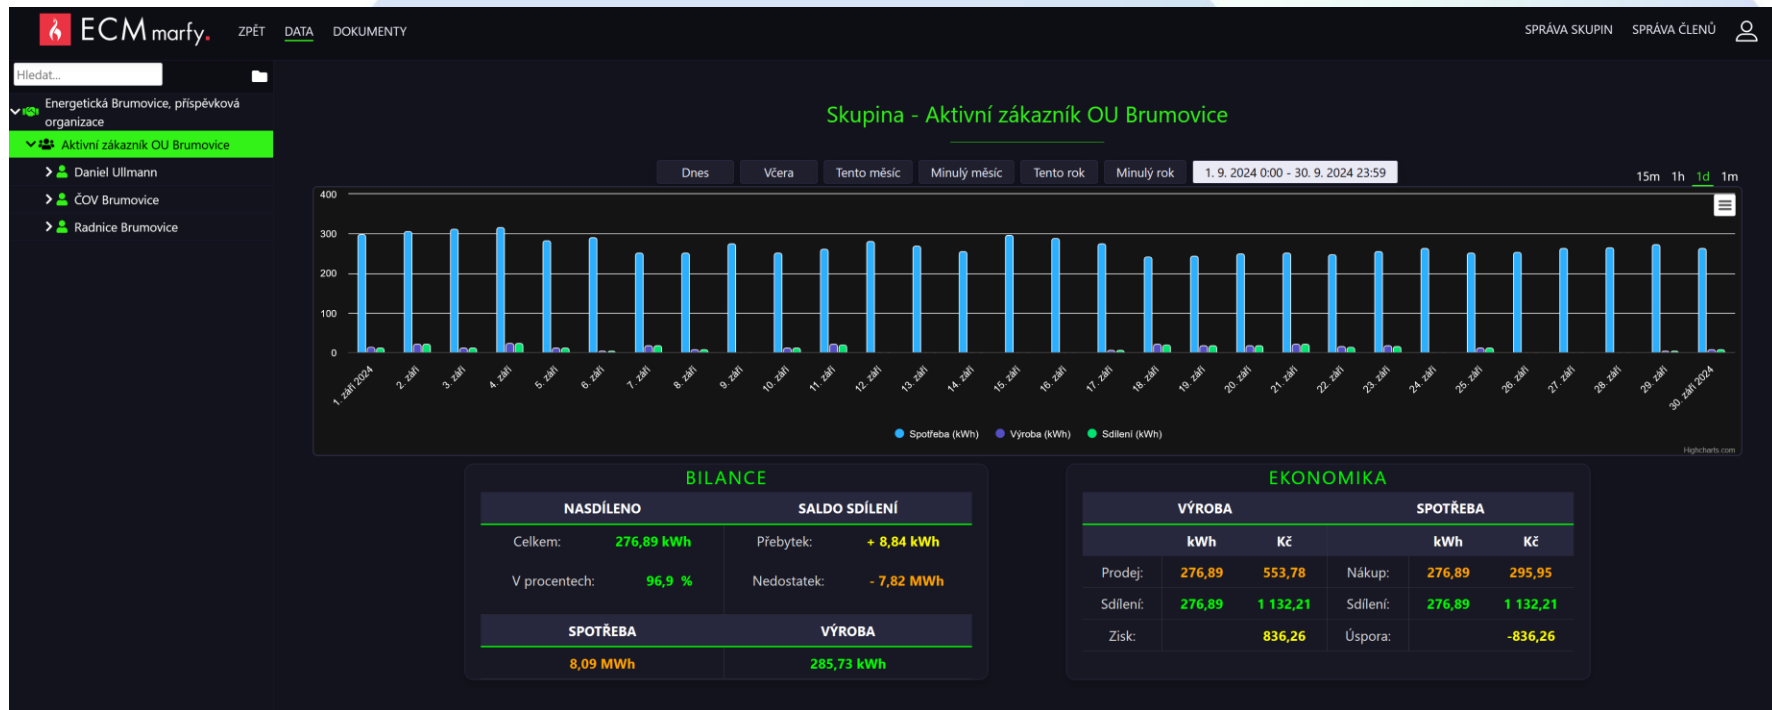 ECM marfy.
ZPĚT DATA DOKUMENTY
SPRÁVA SKUPIN SPRÁVA ČLENŮ
Hledat...
Energetická Brumovice, příspěvková
organizace
Aktivní zákazník OU Brumovice
Daniel Ullmann
ČOV Brumovice
Radnice Brumovice
Skupina - Aktivní zákazník OU Brumovice
Dnes Včera Tento měsíc Minulý měsíc Tento rok Minulý rok 1. 9. 2024 0:00 - 30. 9. 2024 23:59
15m 1h 1d 1m
400
300
200
100
0
1. září 2024 2. září 3. září 4. září 5. září 6. září 7. září 8. září 9. září 10. září 11. září 12. září 13. září 14. září 15. září 16. září 17. září 18. září 19. září 20. září 21. září 22. září 23. září 24. září 25. září 26. září 27. září 28. září 29. září 30. září 2024
Spotřeba (kWh) Výroba (kWh) Sdílení (kWh)
Highcharts.com
BILANCE
NASDÍLENO SALDO SDÍLENÍ
Celkem: 276,89 kWh Přebytek: + 8,84 kWh
V procentech: 96,9 % Nedostatek: - 7,82 MWh
SPOTŘEBA VÝROBA
8,09 MWh 285,73 kWh
EKONOMIKA
VÝROBA SPOTŘEBA
kWh Kč kWh Kč
Prodej: 276,89 553,78 Nákup: 276,89 295,95
Sdílení: 276,89 1 132,21 Sdílení: 276,89 1 132,21
Zisk: 836,26 Úspora: -836,26